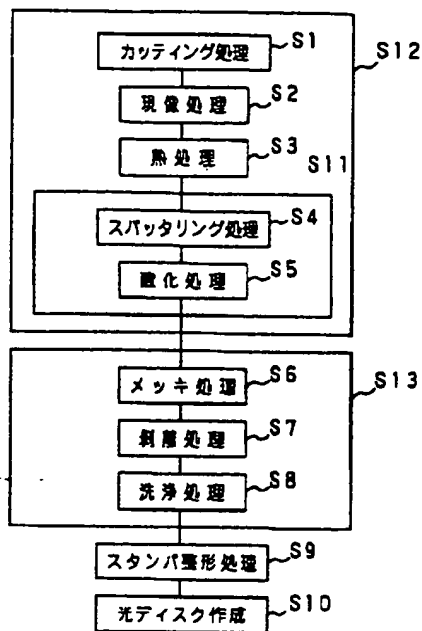 カッティング処理 S1
S12
現像処理 S2
熱処理 S3
S11
スパッタリング処理 S4
酸化処理 S5
メッキ処理 S6
S13
剥離処理 S7
洗浄処理 S8
スタンパ整形処理 S9
光ディスク作成 S10